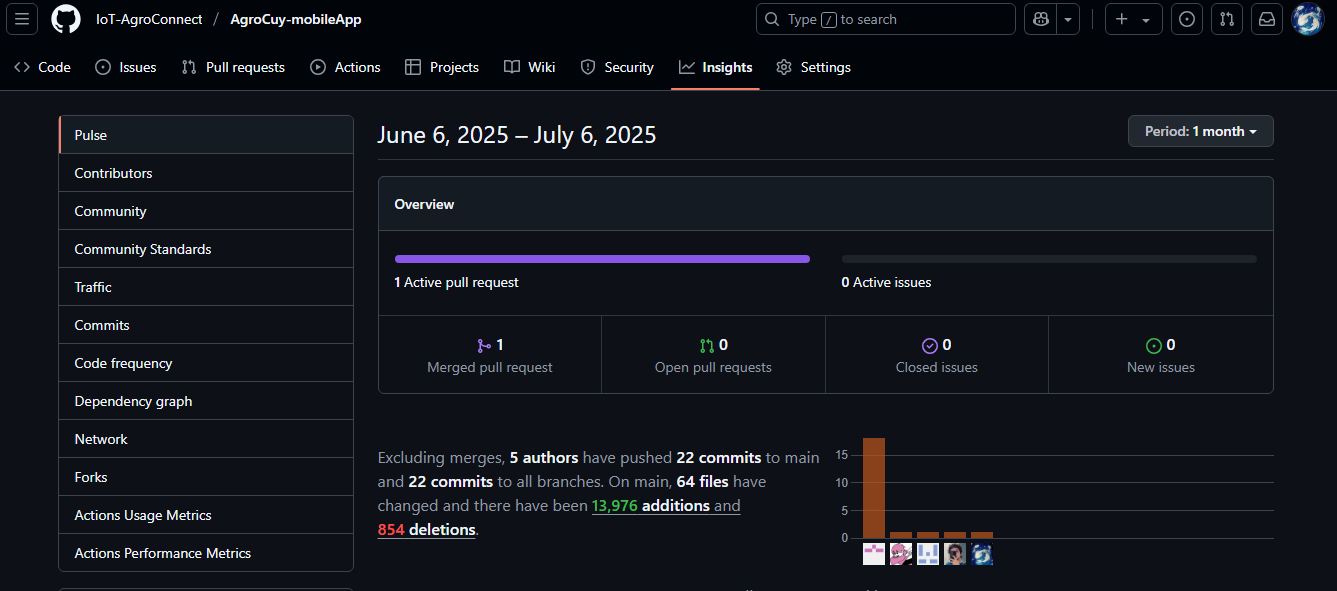 IoT-AgroConnect / AgroCuy-mobileApp
Type / to search
Code
Issues
Pull requests
Actions
Projects
Wiki
Security
Insights
Settings
Pulse
Contributors
Community
Community Standards
Traffic
Commits
Code frequency
Dependency graph
Network
Forks
Actions Usage Metrics
Actions Performance Metrics
June 6, 2025 – July 6, 2025
Period: 1 month
Overview
1 Active pull request
0 Active issues
1
Merged pull request
0
Open pull requests
0
Closed issues
0
New issues
Excluding merges, 5 authors have pushed 22 commits to main
and 22 commits to all branches. On main, 64 files have
changed and there have been 13,976 additions and
854 deletions.
15
10
5
0